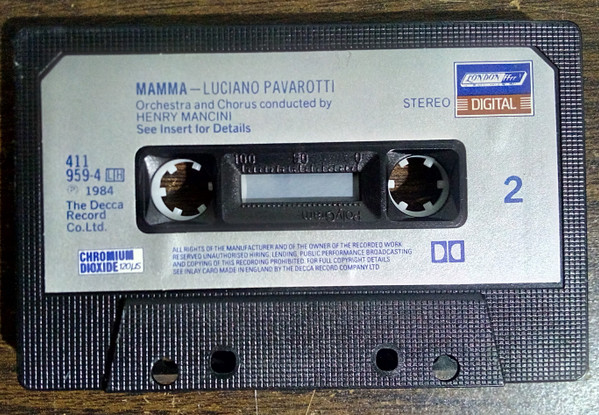 MAMMA — LUCIANO PAVAROTTI
Orchestra and Chorus conducted by
HENRY MANCINI
See Insert for Details
STEREO
LONDON ffrr
DIGITAL
411
959-4 LH
Ⓟ 1984
The Decca
Record
Co.Ltd.
100 50 0
2
CHROMIUM
DIOXIDE 120µS
ALL RIGHTS OF THE MANUFACTURER AND OF THE OWNER OF THE RECORDED WORK
RESERVED UNAUTHORISED HIRING, LENDING, PUBLIC PERFORMANCE BROADCASTING
AND COPYING OF THIS RECORDING PROHIBITED. FOR FULL COPYRIGHT DETAILS
SEE INLAY CARD MADE IN ENGLAND BY THE DECCA RECORD COMPANY LTD